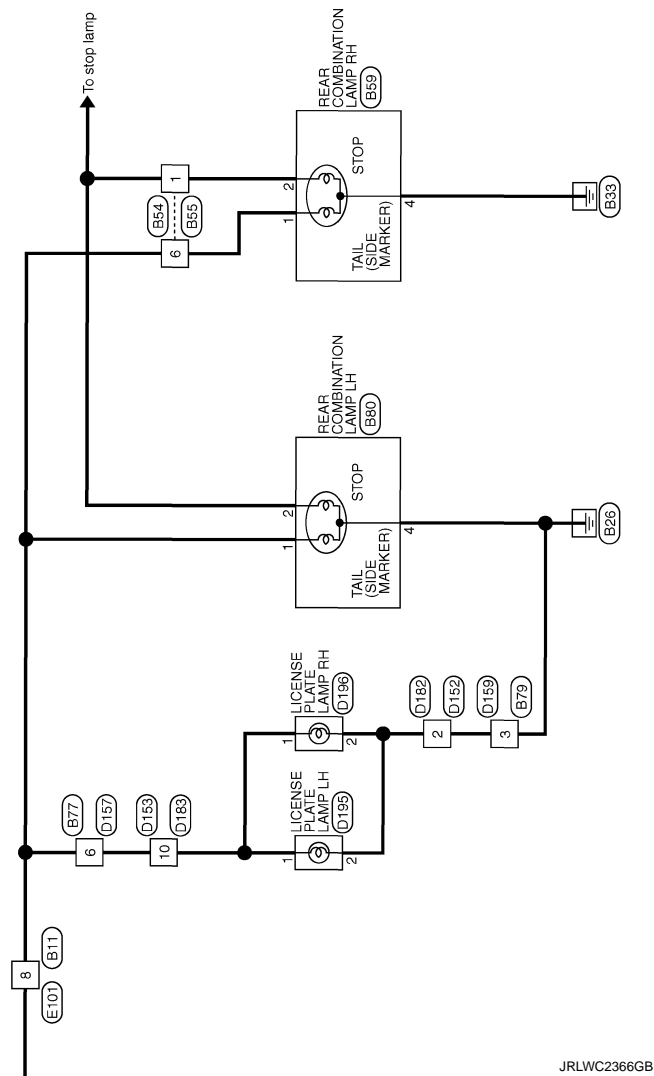 To stop lamp
REAR
COMBINATION
LAMP RH
B59
STOP
TAIL
(SIDE
MARKER)
1
2
4
B33
1
6
B54
B55
REAR
COMBINATION
LAMP LH
B80
STOP
TAIL
(SIDE
MARKER)
1
2
4
B26
LICENSE
PLATE
LAMP RH
D196
1
2
LICENSE
PLATE
LAMP LH
D195
1
2
D182
D152
2
D159
B79
3
B77
D157
6
D153
D183
10
8
E101
B11
JRLWC2366GB